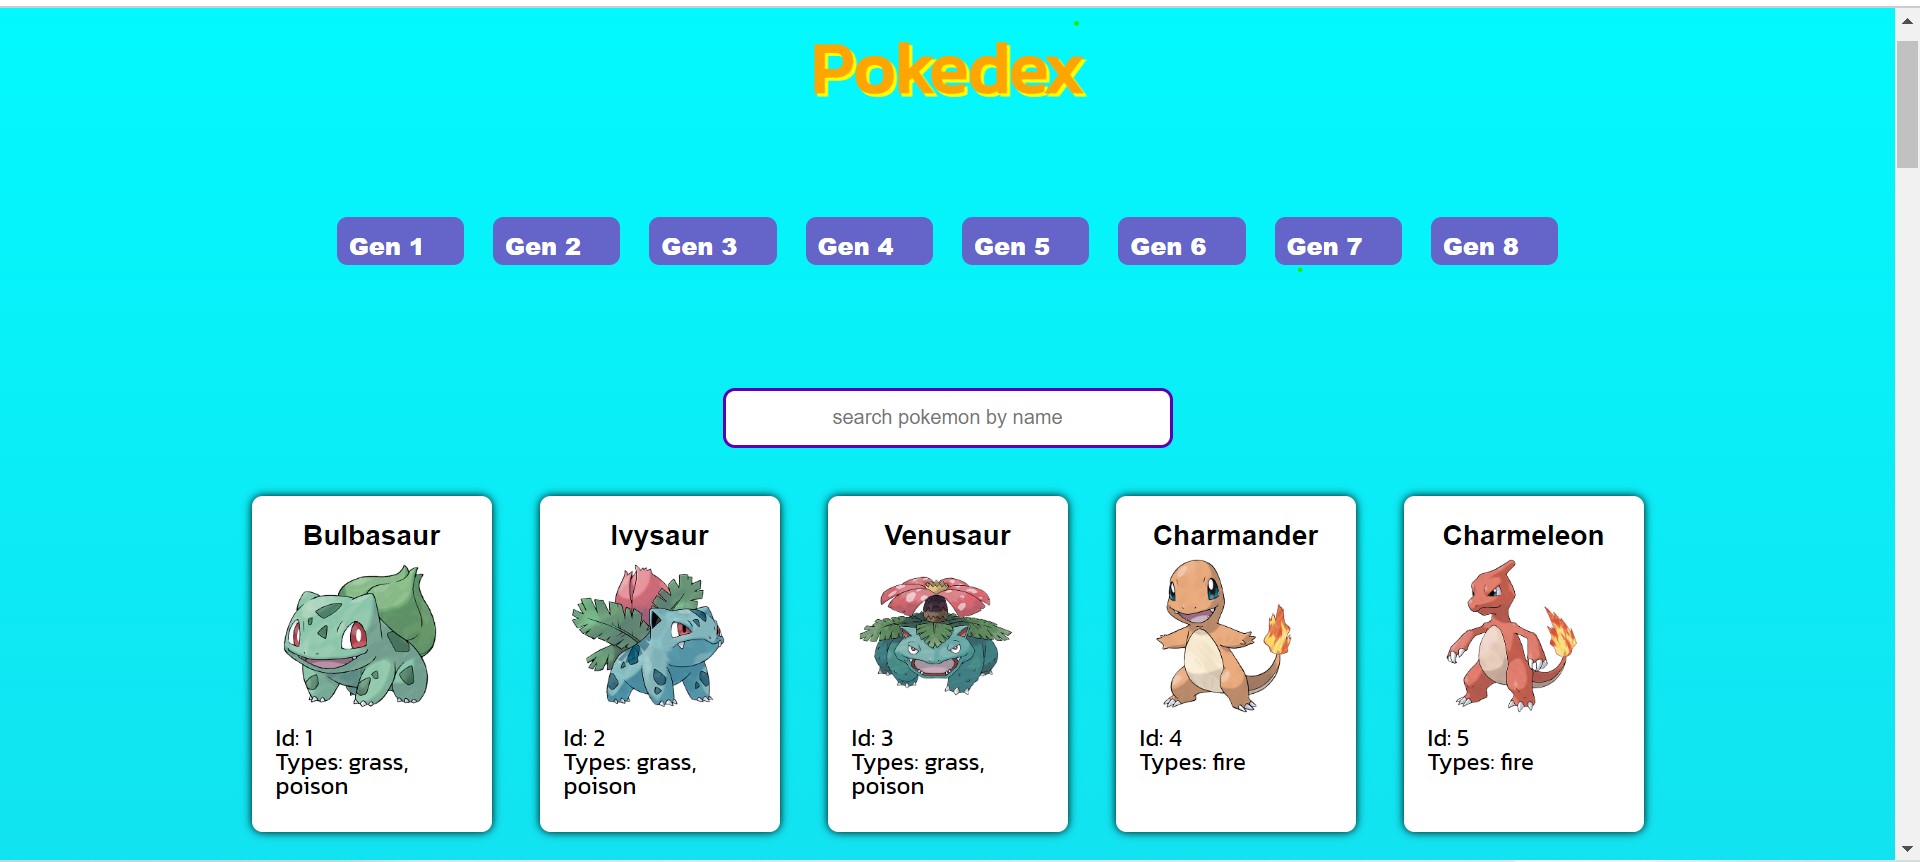 Pokedex
Gen 1 Gen 2 Gen 3 Gen 4 Gen 5 Gen 6 Gen 7 Gen 8
search pokemon by name
Bulbasaur
Id: 1
Types: grass,
poison
Ivysaur
Id: 2
Types: grass,
poison
Venusaur
Id: 3
Types: grass,
poison
Charmander
Id: 4
Types: fire
Charmeleon
Id: 5
Types: fire